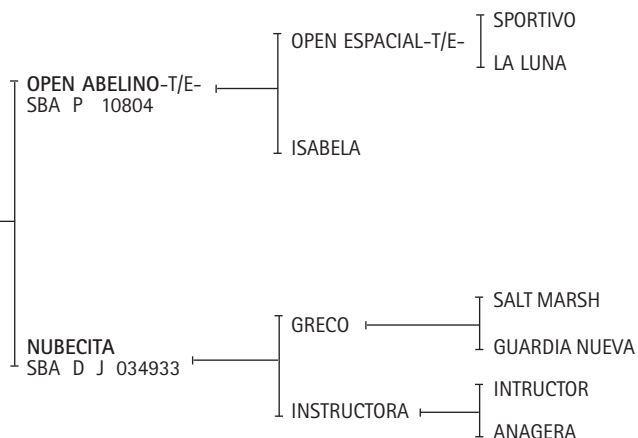 SPORTIVO
OPEN ESPACIAL-T/E-
LA LUNA
OPEN ABELINO-T/E-
SBA P 10804
ISABELA
SALT MARSH
GRECO
GUARDIA NUEVA
NUBECITA
SBA D J 034933
INTRUCTOR
INSTRUCTORA
ANAGERA